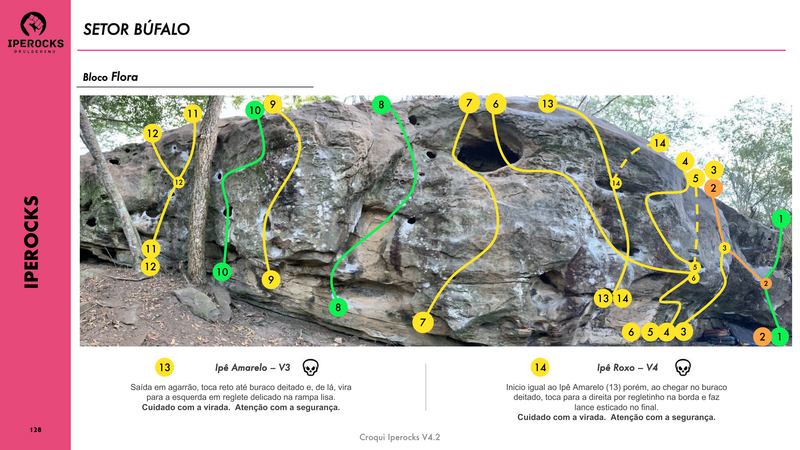 IPEROCKS
BOULDERING
SETOR BÚFALO
Bloco Flora
IPEROCKS
12
11
10
9
8
7
6
13
14
4
5
3
2
1
12
14
3
5
6
2
11
12
10
9
8
7
13
14
6
5
4
3
2
1
13
Ipê Amarelo – V3
Saída em agarrão, toca reto até buraco deitado e, de lá, vira
para a esquerda em reglete delicado na rampa lisa.
Cuidado com a virada. Atenção com a segurança.
14
Ipê Roxo – V4
Inicio igual ao Ipê Amarelo (13) porém, ao chegar no buraco
deitado, toca para a direita por regletinho na borda e faz
lance esticado no final.
Cuidado com a virada. Atenção com a segurança.
128
Croqui Iperocks V4.2